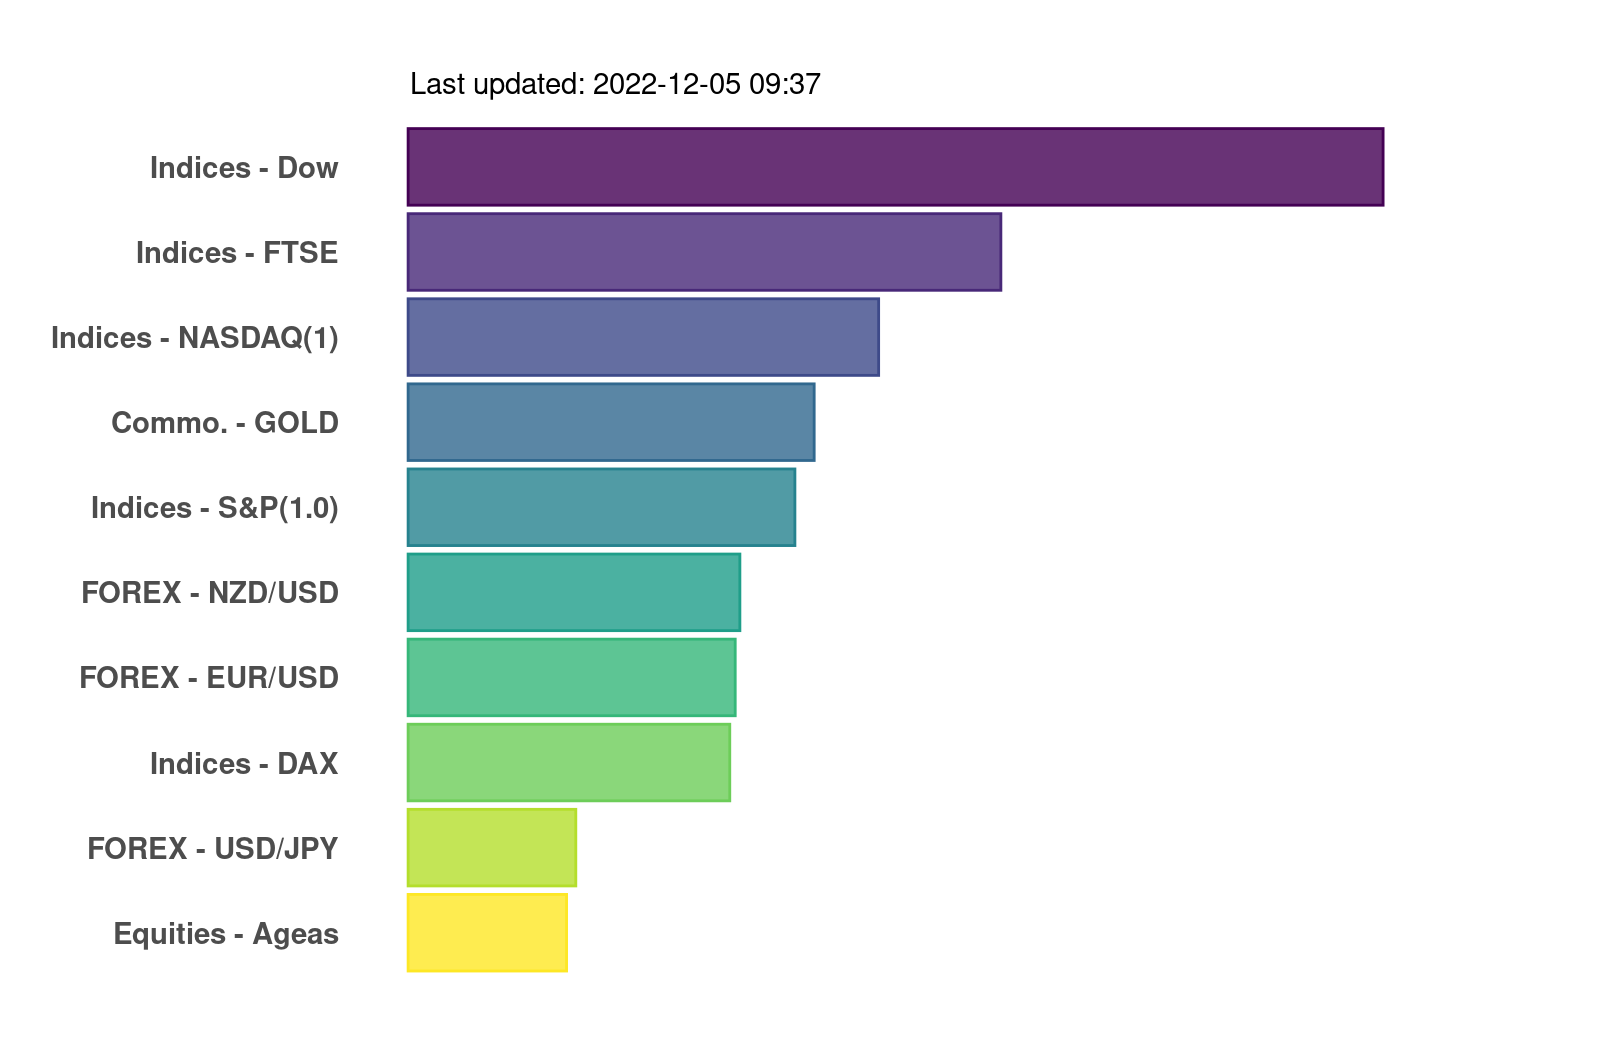 Last updated: 2022-12-05 09:37
Indices - Dow
Indices - FTSE
Indices - NASDAQ(1)
Commo. - GOLD
Indices - S&P(1.0)
FOREX - NZD/USD
FOREX - EUR/USD
Indices - DAX
FOREX - USD/JPY
Equities - Ageas